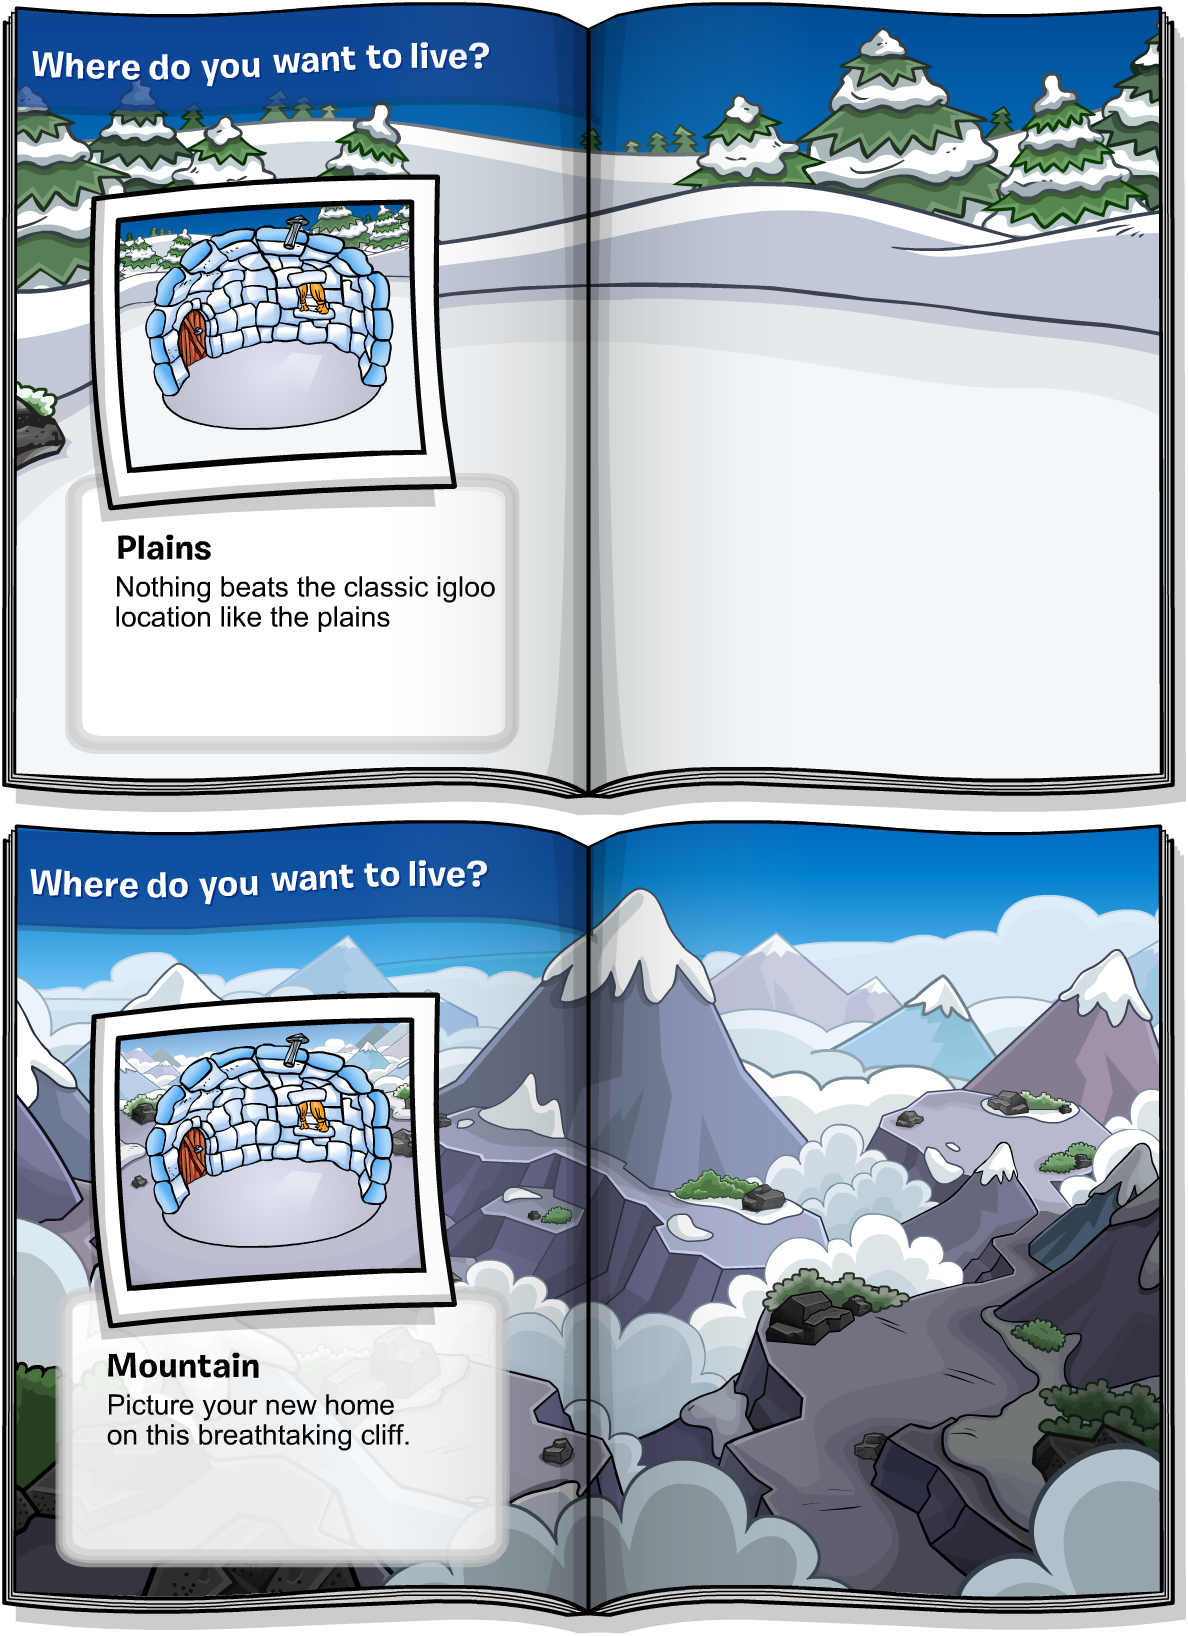 Where do you want to live?
Plains
Nothing beats the classic igloo
location like the plains
Where do you want to live?
Mountain
Picture your new home
on this breathtaking cliff.